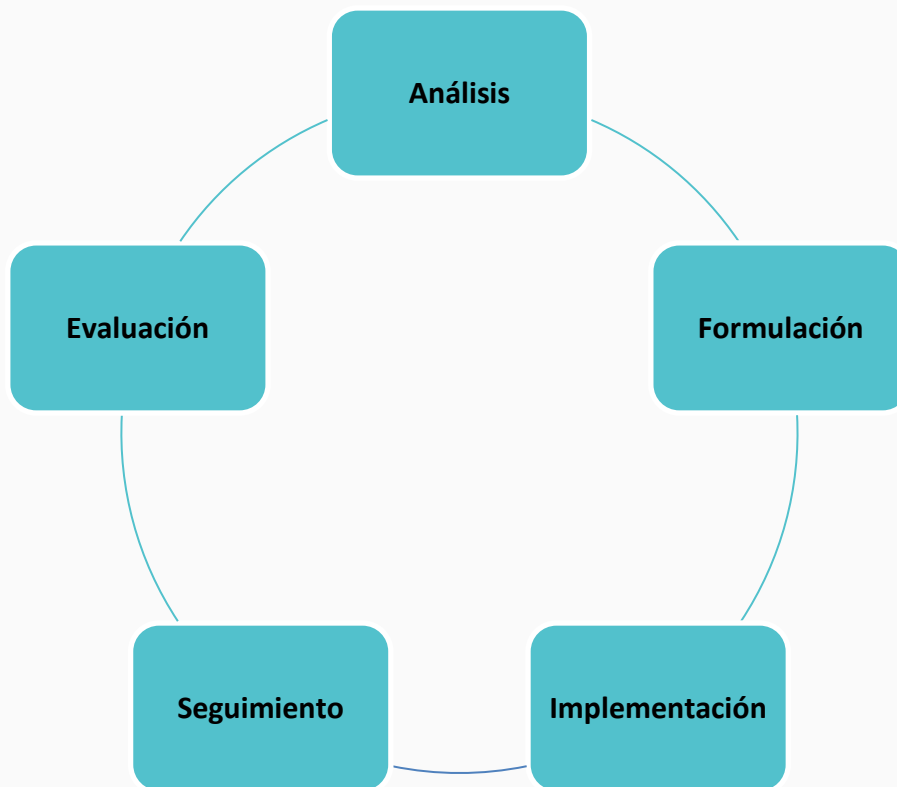 Análisis
Formulación
Implementación
Seguimiento
Evaluación